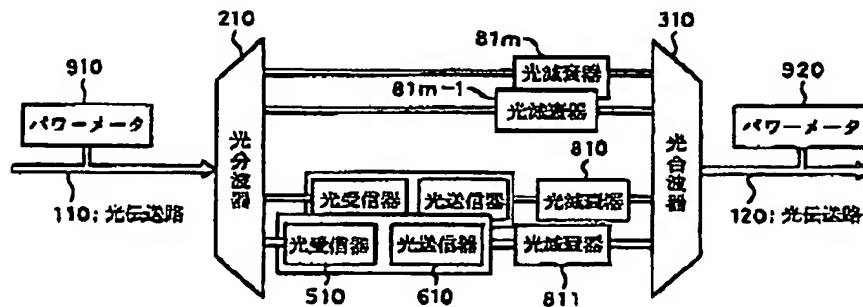 210
81m
310
910
光減衰器
920
81m-1
パワーメータ
光減衰器
パワーメータ
光分波器
光合波器
810
光受信器
光送信器
光減衰器
110;光伝送路
120;光伝送路
光受信器
光送信器
光減衰器
510
610
811